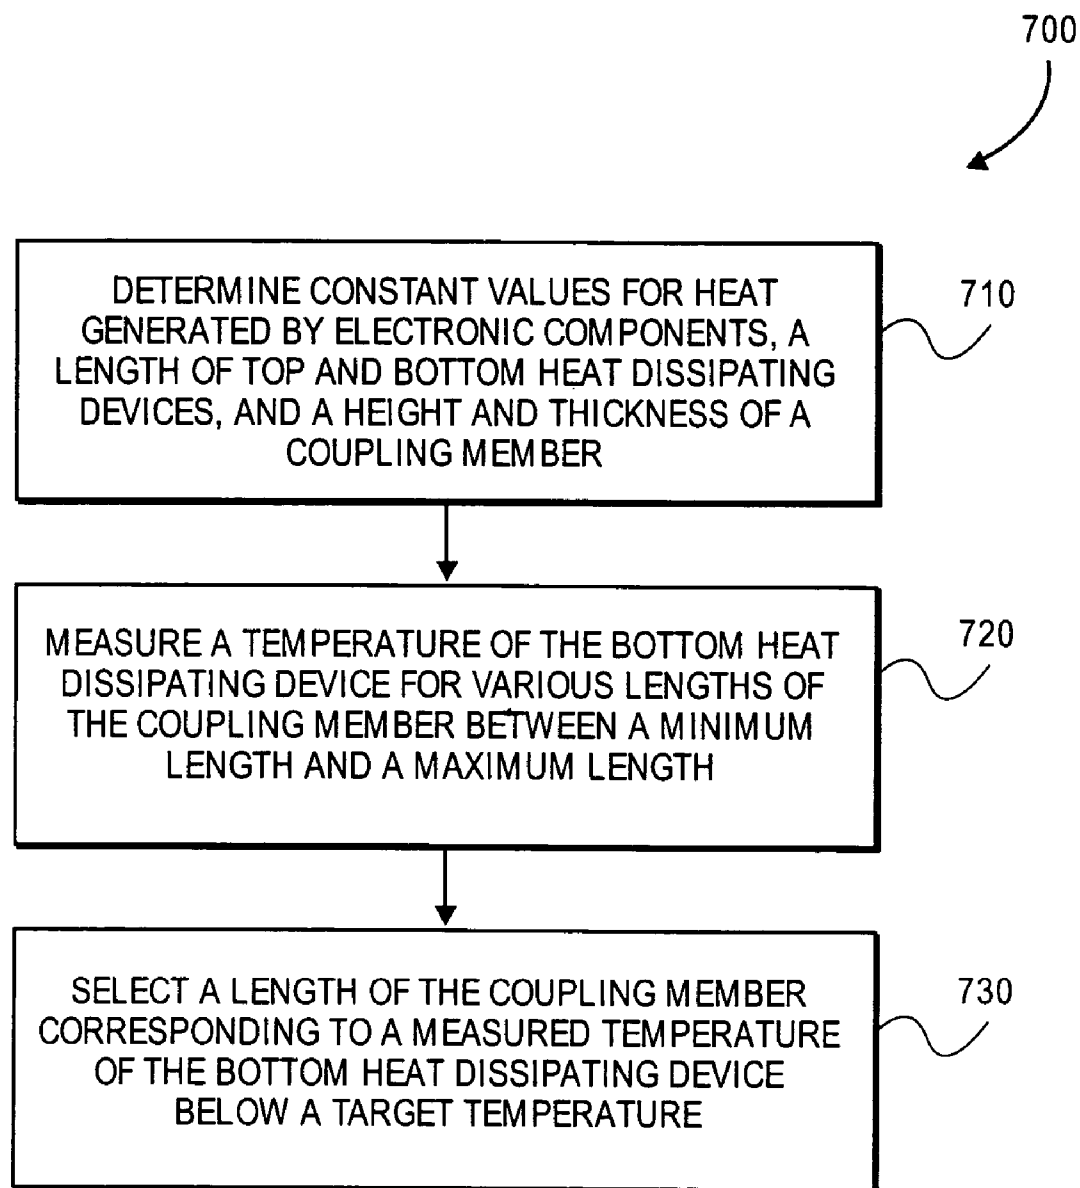 700
DETERMINE CONSTANT VALUES FOR HEAT
GENERATED BY ELECTRONIC COMPONENTS, A
LENGTH OF TOP AND BOTTOM HEAT DISSIPATING
DEVICES, AND A HEIGHT AND THICKNESS OF A
COUPLING MEMBER
710
MEASURE A TEMPERATURE OF THE BOTTOM HEAT
DISSIPATING DEVICE FOR VARIOUS LENGTHS OF
THE COUPLING MEMBER BETWEEN A MINIMUM
LENGTH AND A MAXIMUM LENGTH
720
SELECT A LENGTH OF THE COUPLING MEMBER
CORRESPONDING TO A MEASURED TEMPERATURE
OF THE BOTTOM HEAT DISSIPATING DEVICE
BELOW A TARGET TEMPERATURE
730